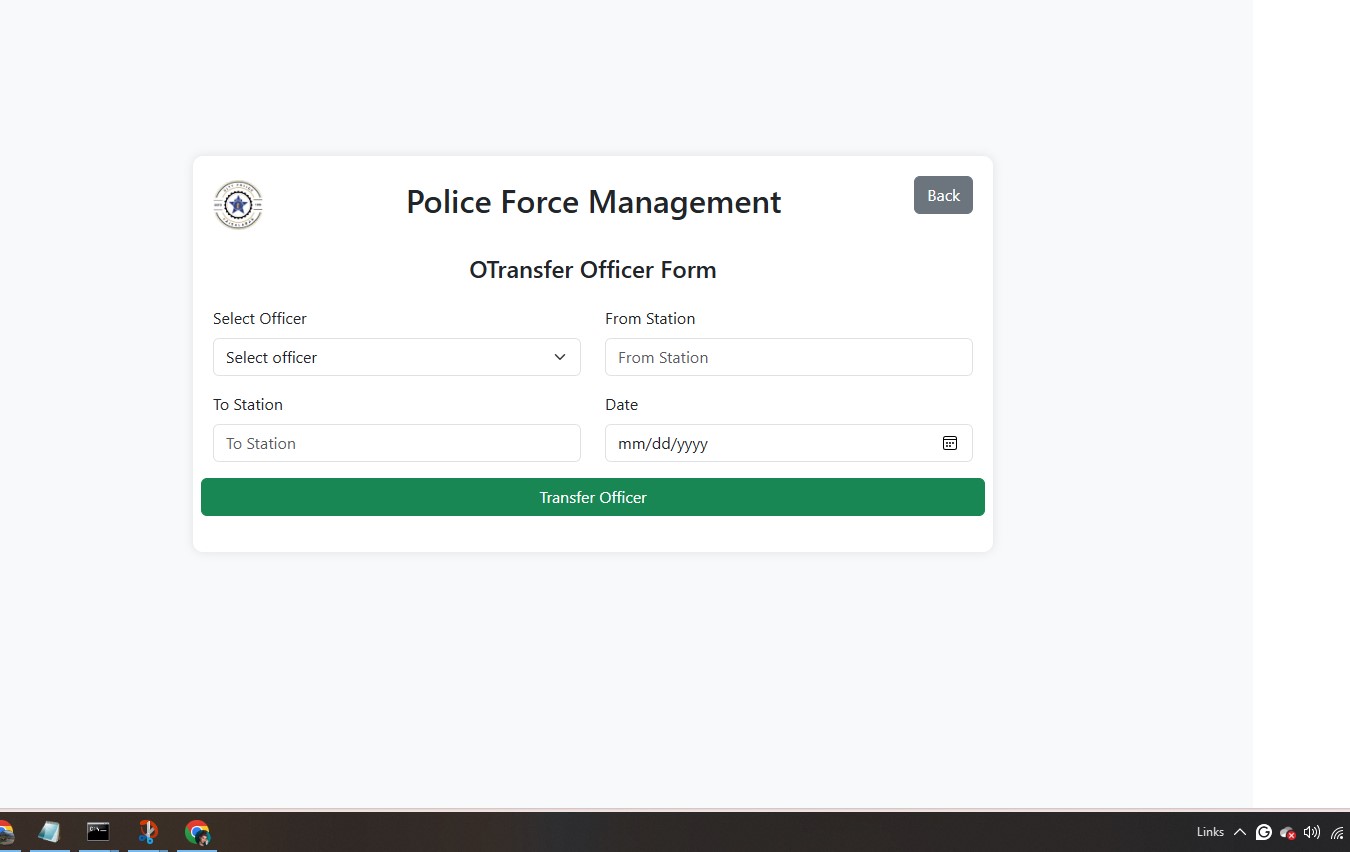 Police Force Management
Back
OTransfer Officer Form
Select Officer
From Station
Select officer
From Station
To Station
Date
To Station
mm/dd/yyyy
Transfer Officer
Links